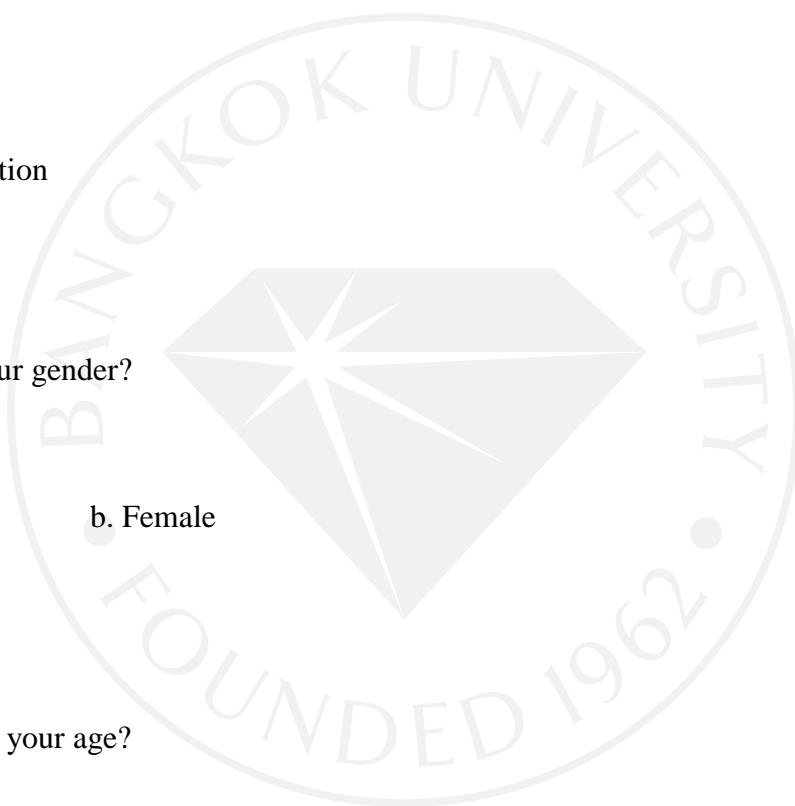 BANGKOK UNIVERSITY
tion
ur gender?
b. Female
your age?
FOUNDED 1962